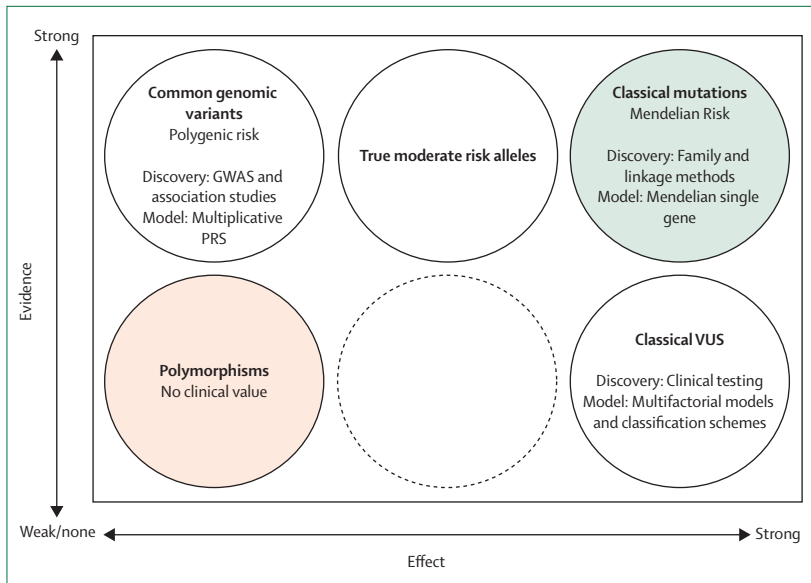 Strong
Common genomic
variants
Polygenic risk
Discovery: GWAS and
association studies
Model: Multiplicative
PRS
True moderate risk alleles
Classical mutations
Mendelian Risk
Discovery: Family and
linkage methods
Model: Mendelian single
gene
Evidence
Polymorphisms
No clinical value
Classical VUS
Discovery: Clinical testing
Model: Multifactorial models
and classification schemes
Weak/none
Strong
Effect